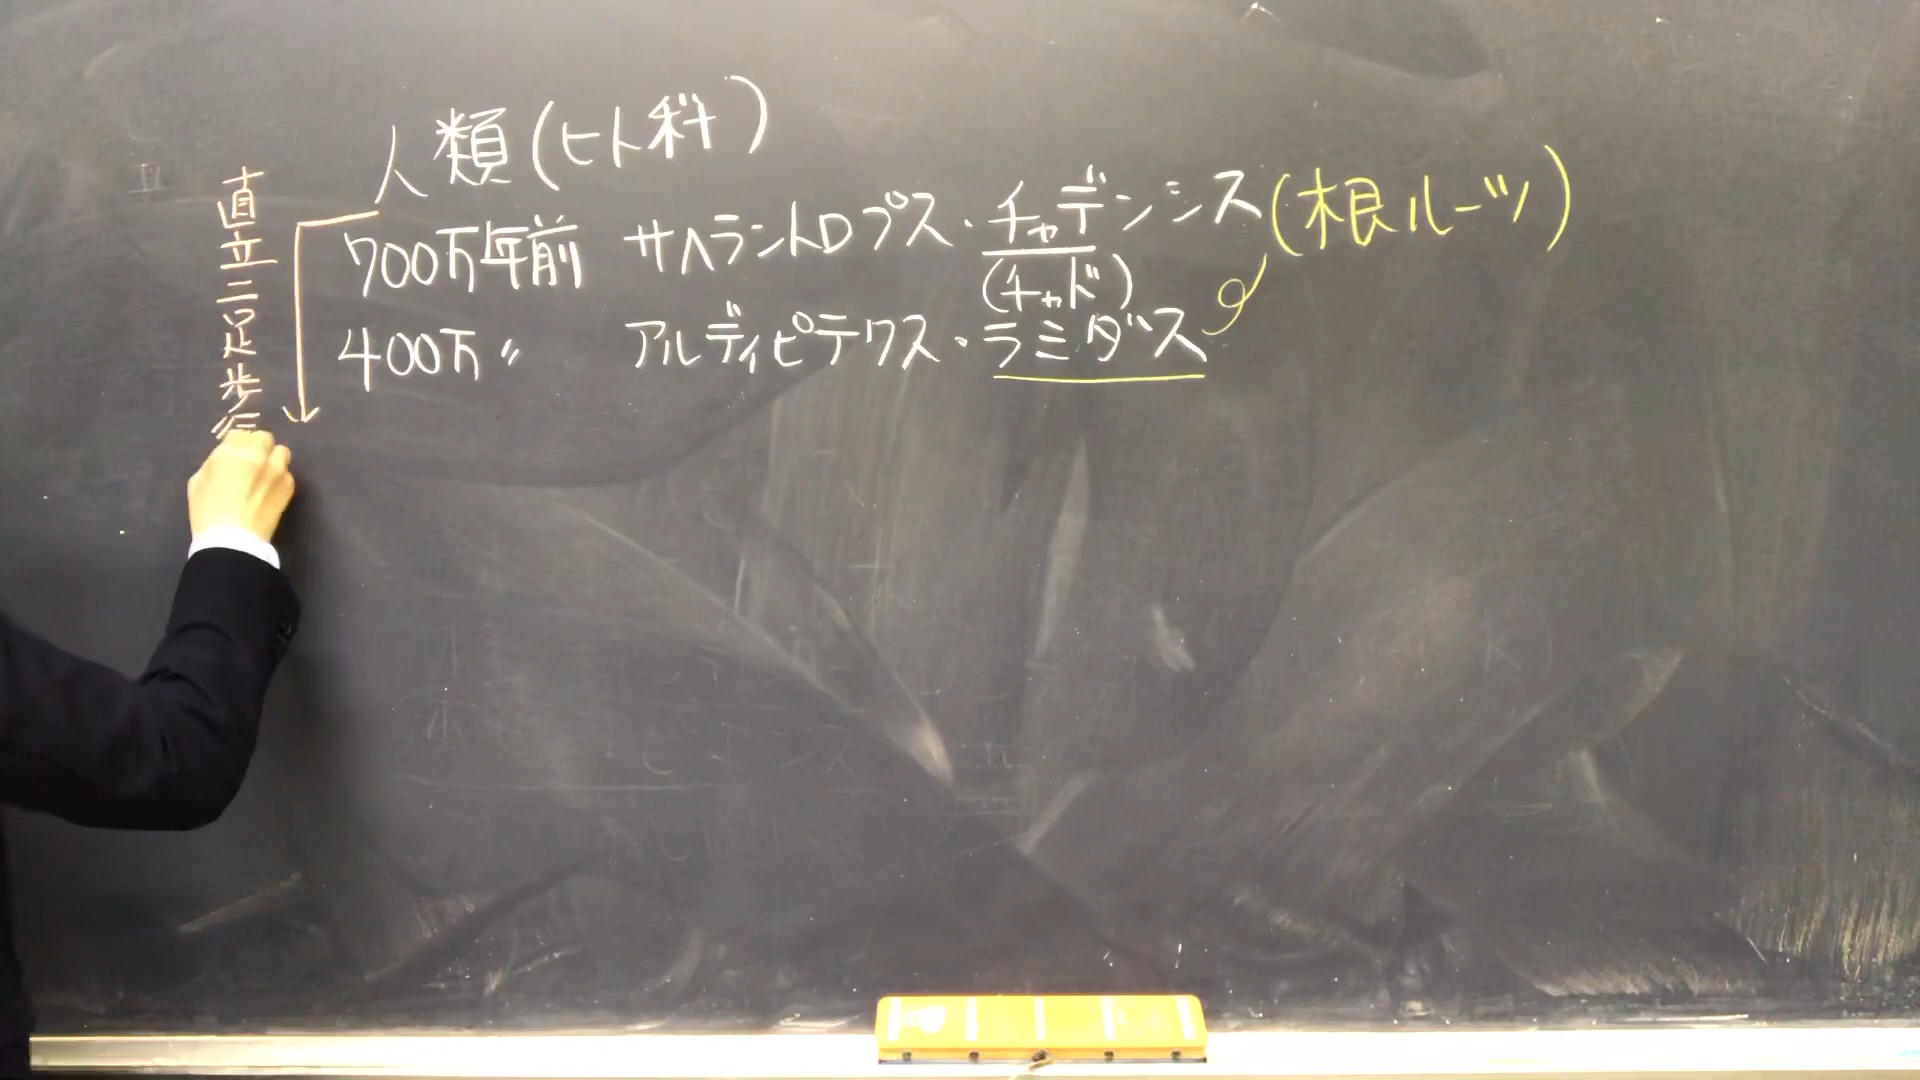 人類(ヒト科)
直立二足歩行
700万年前 サヘラントロプス・チャデンシス(根ルーツ)
(チャド)
400万〃 アルディピテクス・ラミダス